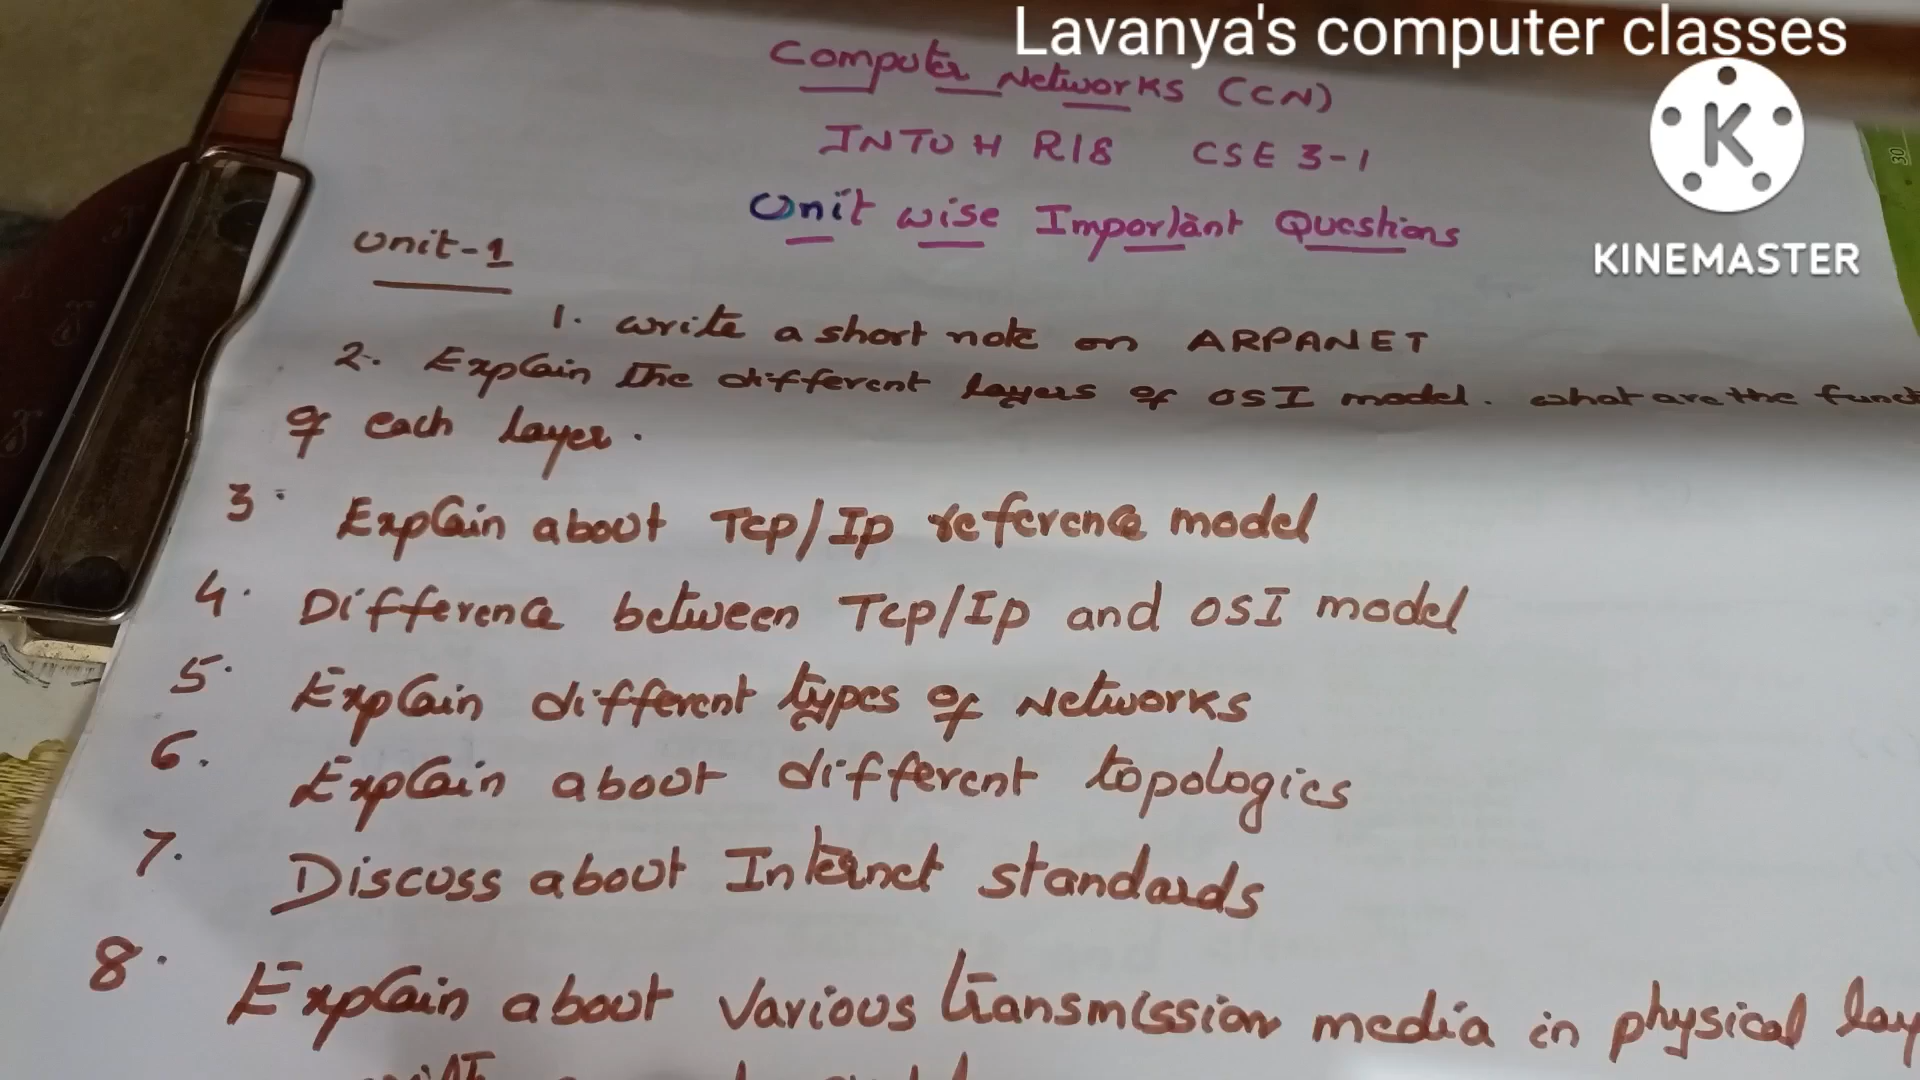 Lavanya's computer classes
Computer Networks (CN)
K
JNTUH R18 CSE 3-1
Unit wise Important Questions
KINEMASTER
Unit-1
1. write a short note on ARPANET
2. Explain the different layers of OSI model. what are the funct
of each layer.
3. Explain about Tcp/Ip reference model
4. Difference between Tcp/Ip and OSI model
5. Explain different types of Networks
6. Explain about different topologies
7. Discuss about Internet standards
8. Explain about various transmission media in physical lay
30